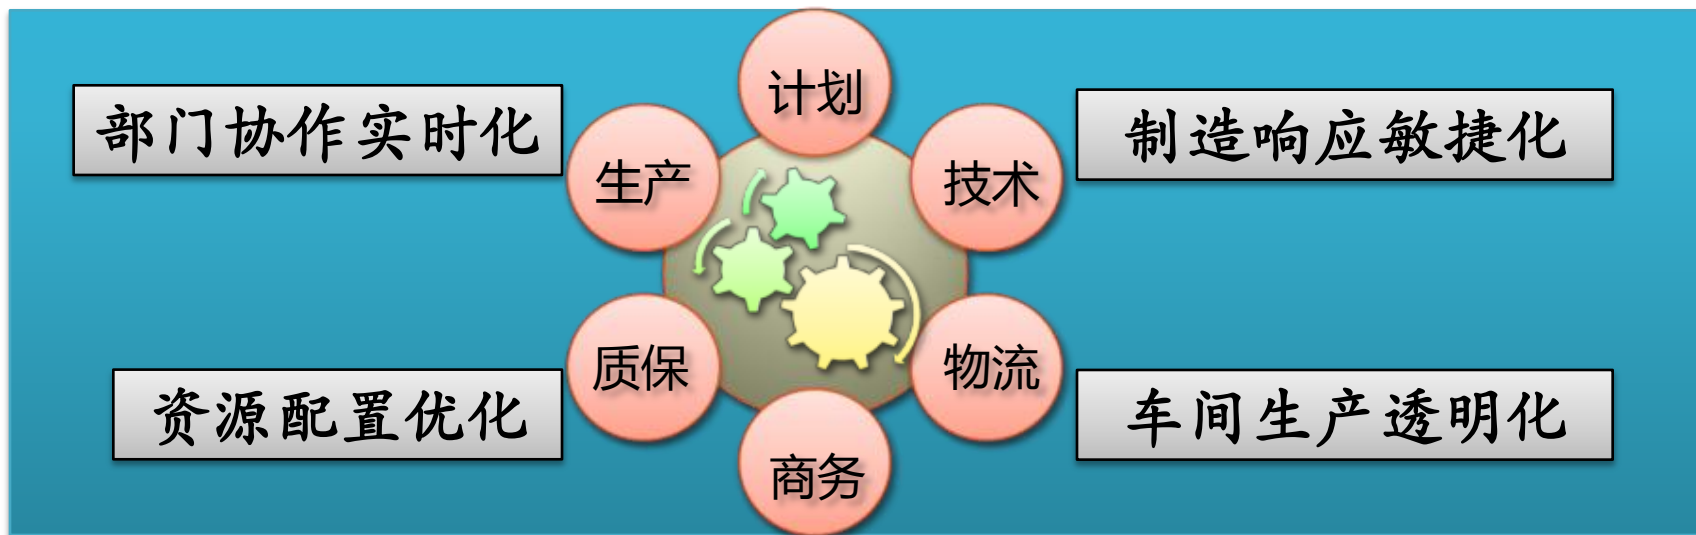 计划
部门协作实时化
制造响应敏捷化
生产
技术
质保
物流
资源配置优化
车间生产透明化
商务